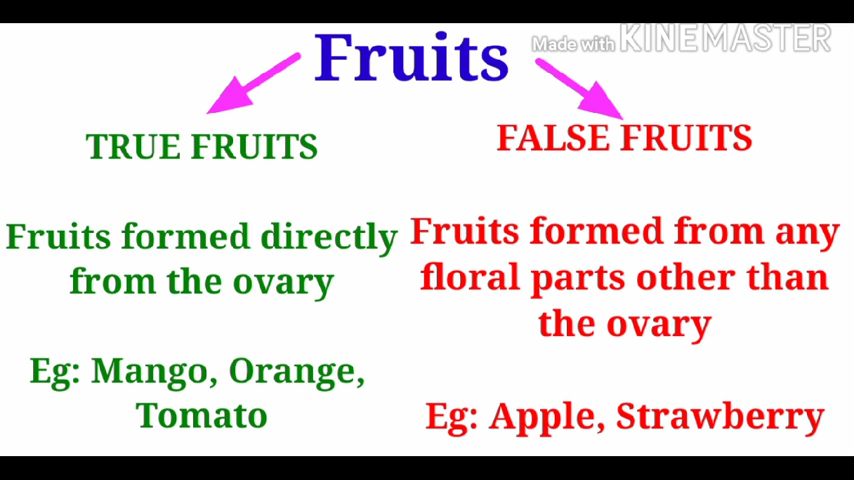 Fruits
Made with KINEMASTER
TRUE FRUITS
Fruits formed directly
from the ovary
Eg: Mango, Orange,
Tomato
FALSE FRUITS
Fruits formed from any
floral parts other than
the ovary
Eg: Apple, Strawberry